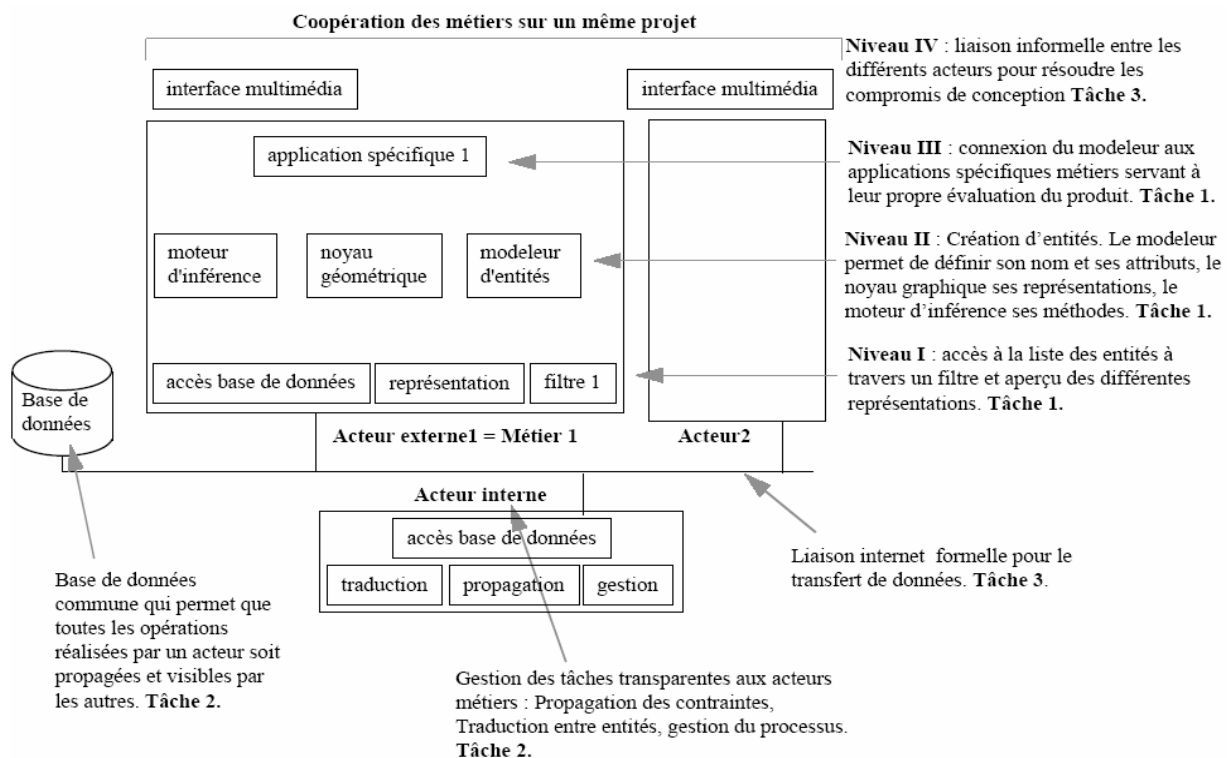 Coopération des métiers sur un même projet
interface multimédia
interface multimédia
Niveau IV : liaison informelle entre les
différents acteurs pour résoudre les
compromis de conception Tâche 3.
application spécifique 1
Niveau III : connexion du modeleur aux
applications spécifiques métiers servant à
leur propre évaluation du produit. Tâche 1.
moteur
d'inférence
noyau
géométrique
modeleur
d'entités
Niveau II : Création d'entités. Le modeleur
permet de définir son nom et ses attributs, le
noyau graphique ses représentations, le
moteur d'inférence ses méthodes. Tâche 1.
accès base de données
représentation
filtre 1
Niveau I : accès à la liste des entités à
travers un filtre et aperçu des différentes
représentations. Tâche 1.
Base de
données
Acteur externe1 = Métier 1
Acteur2
Acteur interne
accès base de données
traduction
propagation
gestion
Liaison internet formelle pour le
transfert de données. Tâche 3.
Base de données
commune qui permet que
toutes les opérations
réalisées par un acteur soit
propagées et visibles par
les autres. Tâche 2.
Gestion des tâches transparentes aux acteurs
métiers : Propagation des contraintes,
Traduction entre entités, gestion du processus.
Tâche 2.